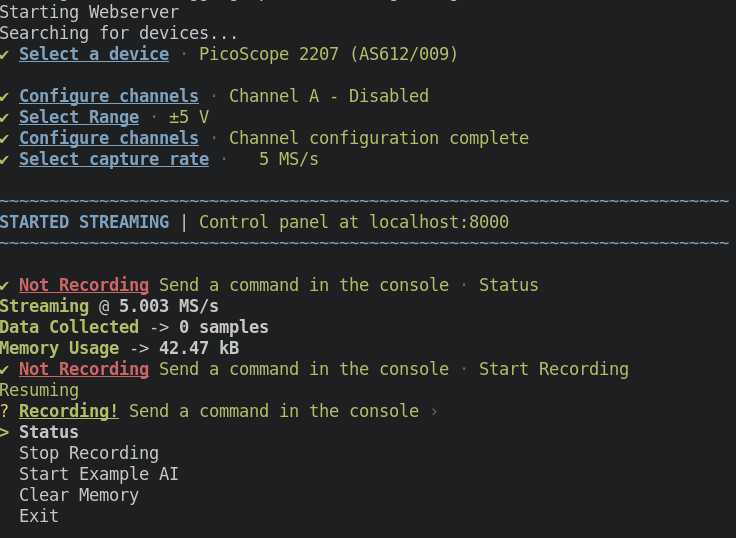 Starting Webserver
Searching for devices...
✔ Select a device · PicoScope 2207 (AS612/009)
✔ Configure channels · Channel A - Disabled
✔ Select Range · ±5 V
✔ Configure channels · Channel configuration complete
✔ Select capture rate ·   5 MS/s
~~~~~~~~~~~~~~~~~~~~~~~~~~~~~~~~~~~~~~~~~~~~~~~~~~~~~~~~~~~~~~~~~~~~~~~~~
STARTED STREAMING | Control panel at localhost:8000
~~~~~~~~~~~~~~~~~~~~~~~~~~~~~~~~~~~~~~~~~~~~~~~~~~~~~~~~~~~~~~~~~~~~~~~~~
✔ Not Recording Send a command in the console · Status
Streaming @ 5.003 MS/s
Data Collected -> 0 samples
Memory Usage -> 42.47 kB
✔ Not Recording Send a command in the console · Start Recording
Resuming
? Recording! Send a command in the console ›
> Status
  Stop Recording
  Start Example AI
  Clear Memory
  Exit